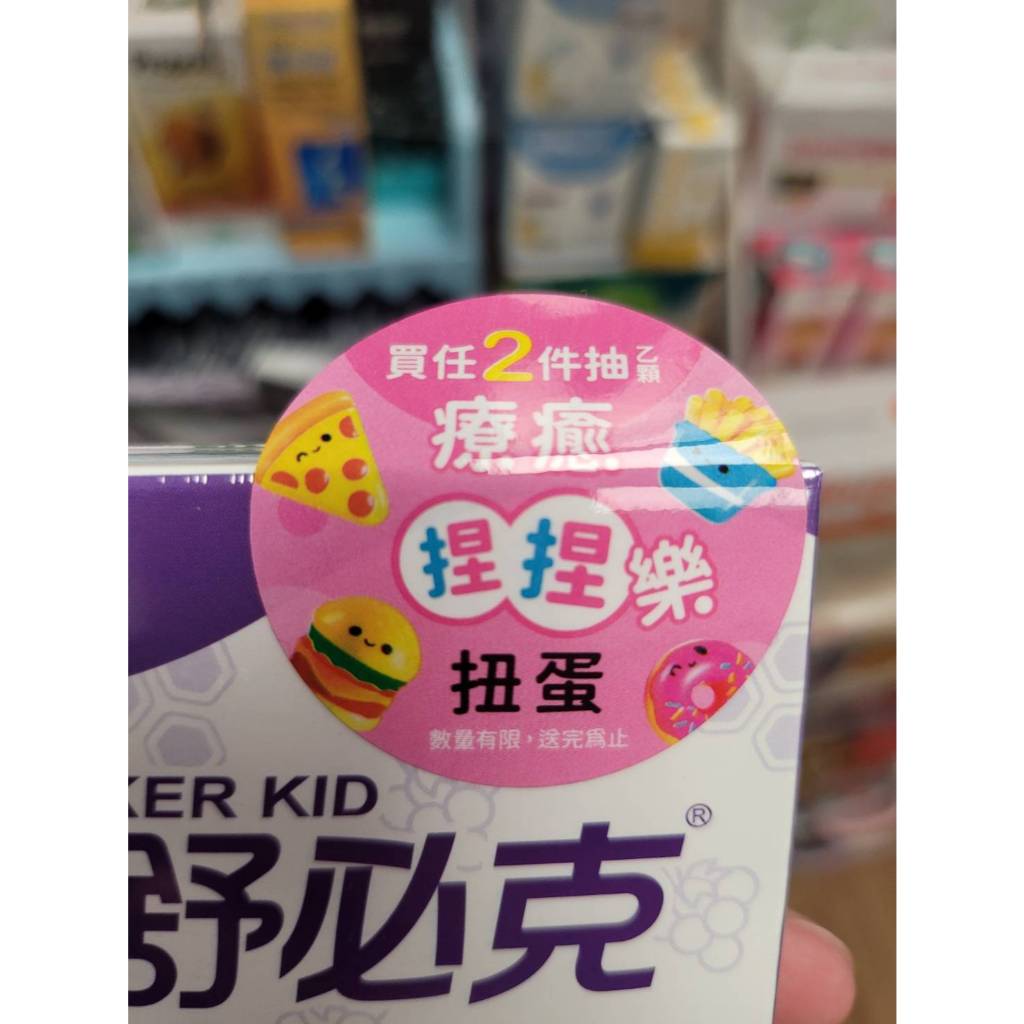 買任2件抽乙顆
療癒
捏捏樂
扭蛋
數量有限，送完為止
KER KID
舒必克®